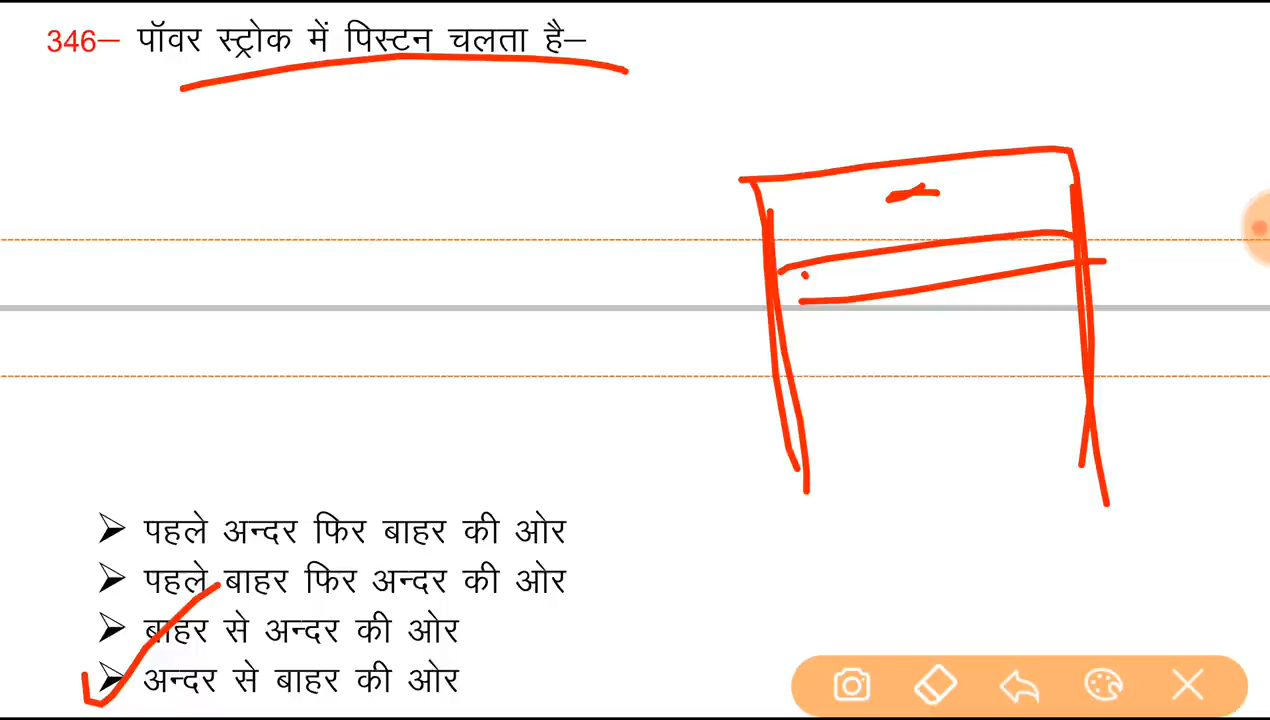 346– पॉवर स्ट्रोक में पिस्टन चलता है–
➢ पहले अन्दर फिर बाहर की ओर
➢ पहले बाहर फिर अन्दर की ओर
➢ बाहर से अन्दर की ओर
➢ अन्दर से बाहर की ओर